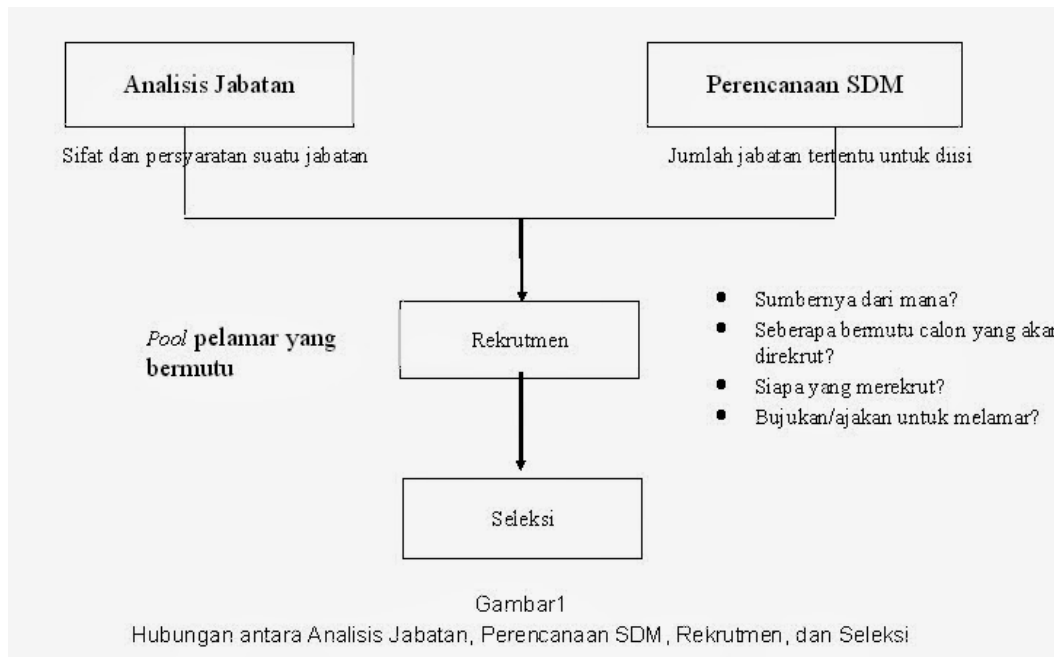 Analisis Jabatan
Perencanaan SDM
Sifat dan persyaratan suatu jabatan
Jumlah jabatan tertentu untuk diisi
Pool pelamar yang
bermutu
Rekrutmen
• Sumbernya dari mana?
• Seberapa bermutu calon yang akan
direkrut?
• Siapa yang merekrut?
• Bujukan/ajakan untuk melamar?
Seleksi
Gambar1
Hubungan antara Analisis Jabatan, Perencanaan SDM, Rekrutmen, dan Seleksi